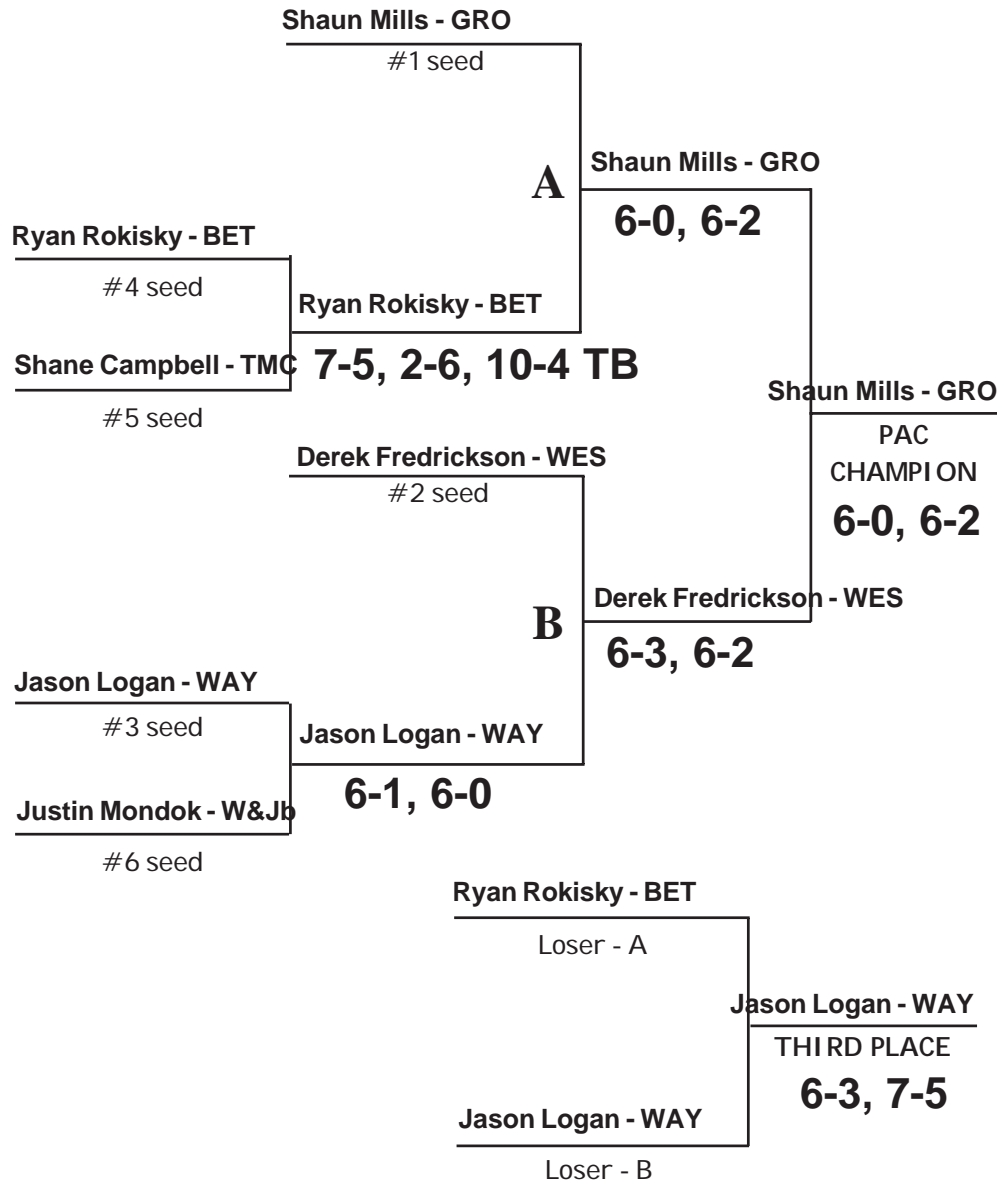 Shaun Mills - GRO
#1 seed
A
Shaun Mills - GRO
6-0, 6-2
Ryan Rokisky - BET
#4 seed
Ryan Rokisky - BET
7-5, 2-6, 10-4 TB
Shane Campbell - TMC
#5 seed
Shaun Mills - GRO
PAC
CHAMPION
6-0, 6-2
Derek Fredrickson - WES
#2 seed
B
Derek Fredrickson - WES
6-3, 6-2
Jason Logan - WAY
#3 seed
Jason Logan - WAY
6-1, 6-0
Justin Mondok - W&Jb
#6 seed
Ryan Rokisky - BET
Loser - A
Jason Logan - WAY
THIRD PLACE
6-3, 7-5
Jason Logan - WAY
Loser - B